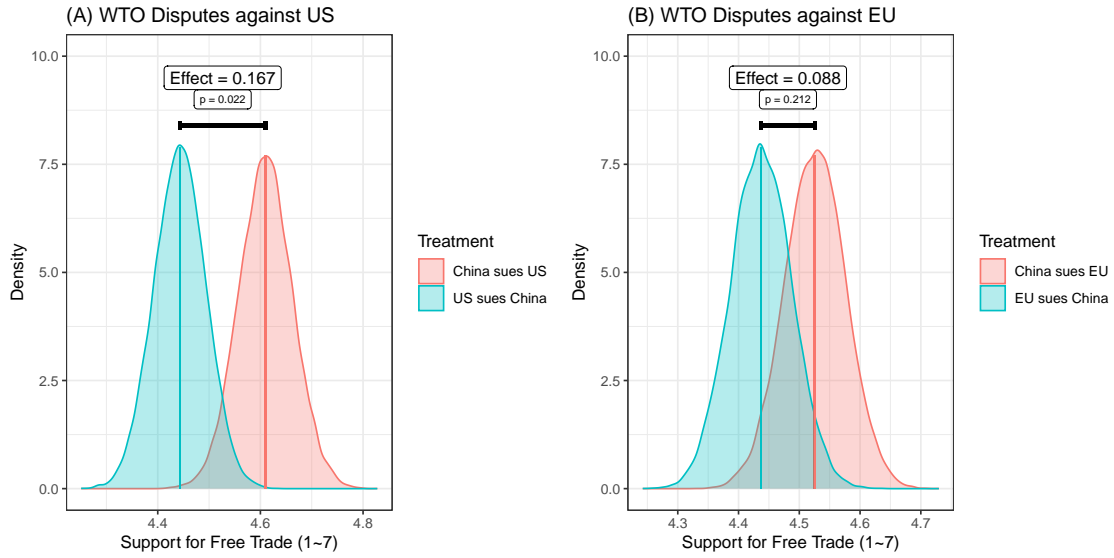 (A) WTO Disputes against US
10.0
7.5
5.0
2.5
0.0
Density
Effect = 0.167
p = 0.022
4.4
4.6
4.8
Support for Free Trade (1~7)
Treatment
China sues US
US sues China
(B) WTO Disputes against EU
10.0
7.5
5.0
2.5
0.0
Density
Effect = 0.088
p = 0.212
4.3
4.4
4.5
4.6
4.7
Support for Free Trade (1~7)
Treatment
China sues EU
EU sues China